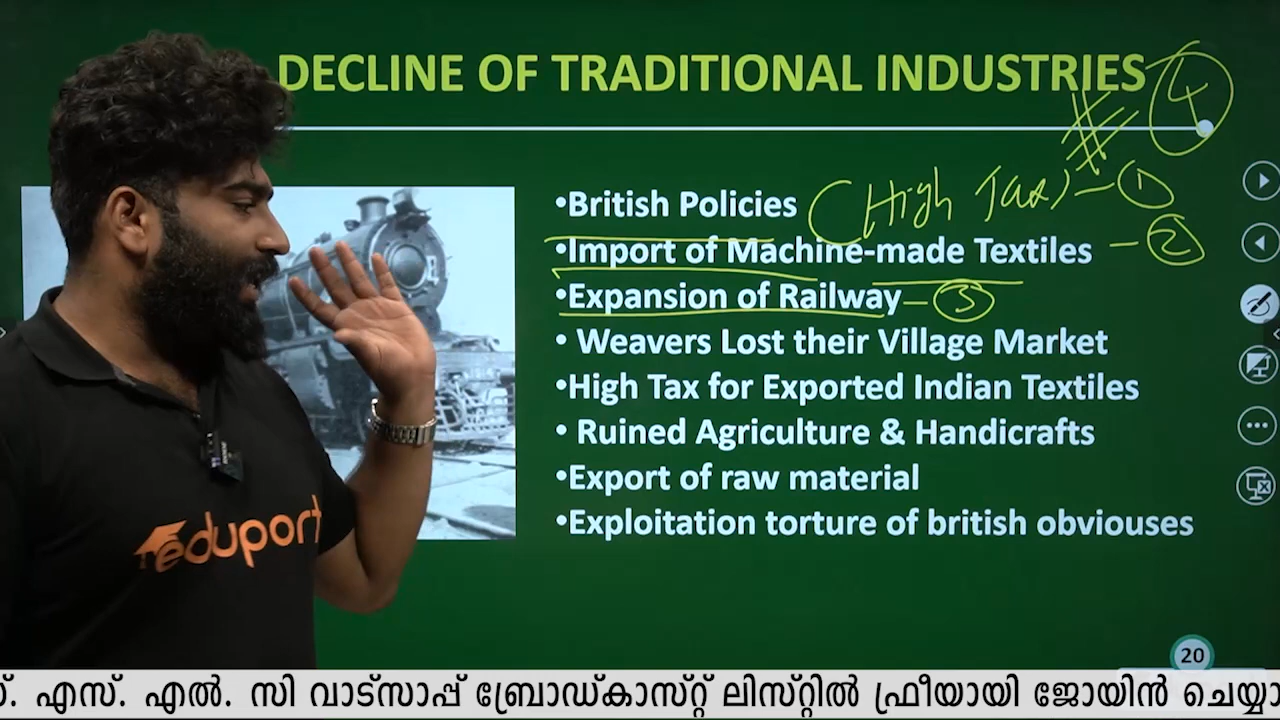 DECLINE OF TRADITIONAL INDUSTRIES
4
•British Policies (High Tax) - 1
•Import of Machine-made Textiles - 2
•Expansion of Railway - 3
• Weavers Lost their Village Market
•High Tax for Exported Indian Textiles
• Ruined Agriculture & Handicrafts
•Export of raw material
•Exploitation torture of british obviouses
eduport
20
സ്. എസ്. എൽ. സി വാട്സാപ്പ് ബ്രോഡ്കാസ്റ്റ് ലിസ്റ്റിൽ ഫ്രീയായി ജോയിൻ ചെയ്യാ